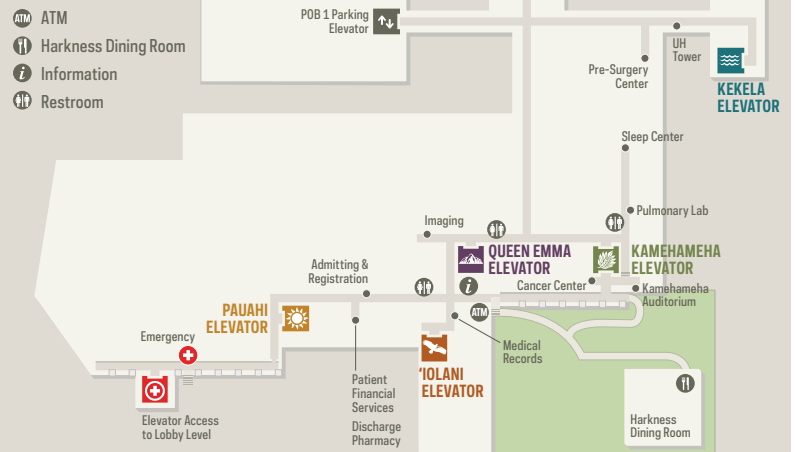 ATM ATM
Harkness Dining Room
i Information
Restroom
POB 1 Parking
Elevator
UH
Tower
Pre-Surgery
Center
KEKELA
ELEVATOR
Sleep Center
Pulmonary Lab
Imaging
QUEEN EMMA
ELEVATOR
KAMEHAMEHA
ELEVATOR
Admitting &
Registration
i
Cancer Center
Kamehameha
Auditorium
PAUAHI
ELEVATOR
ATM
Emergency
Medical
Records
ʻIOLANI
ELEVATOR
Patient
Financial
Services
Discharge
Pharmacy
Elevator Access
to Lobby Level
Harkness
Dining Room